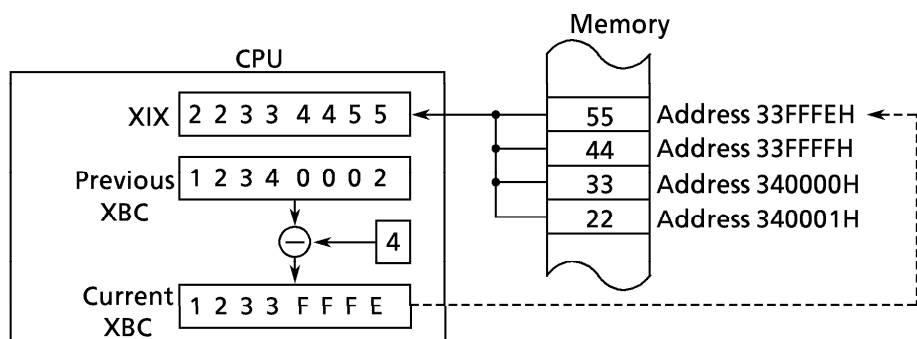 Memory
CPU
XIX 2 2 3 3 4 4 5 5
55 Address 33FFFEH
44 Address 33FFFFH
Previous XBC 1 2 3 4 0 0 0 2
33 Address 340000H
22 Address 340001H
− 4
Current XBC 1 2 3 3 F F F E